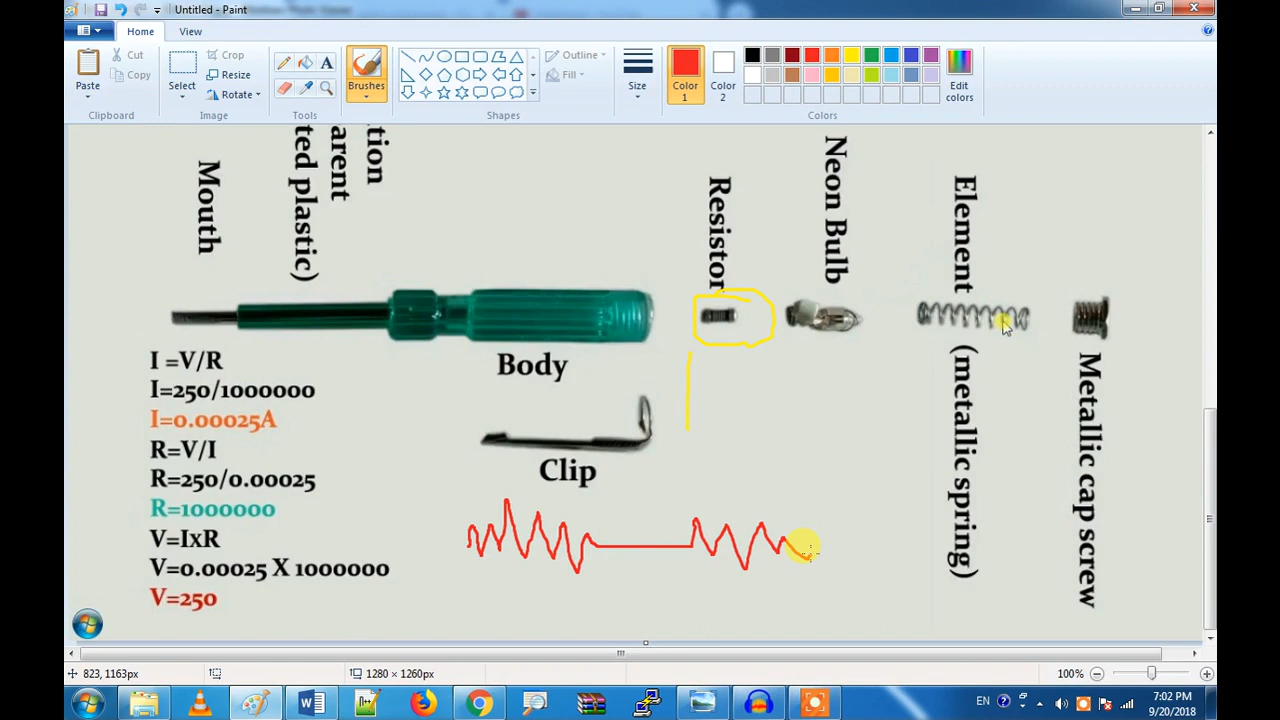 Untitled - Paint
Home
View
Paste
Cut
Copy
Clipboard
Select
Crop
Resize
Rotate
Image
A
Tools
Brushes
Shapes
Outline
Fill
Size
Color 1
Color 2
Edit colors
Colors
Mouth
ted plastic)
arent
tion
Resistor
Neon Bulb
Element
(metallic spring)
Metallic cap screw
Body
Clip
I =V/R
I=250/1000000
I=0.00025A
R=V/I
R=250/0.00025
R=1000000
V=IxR
V=0.00025 X 1000000
V=250
823, 1163px
1280 × 1260px
100%
EN
7:02 PM
9/20/2018